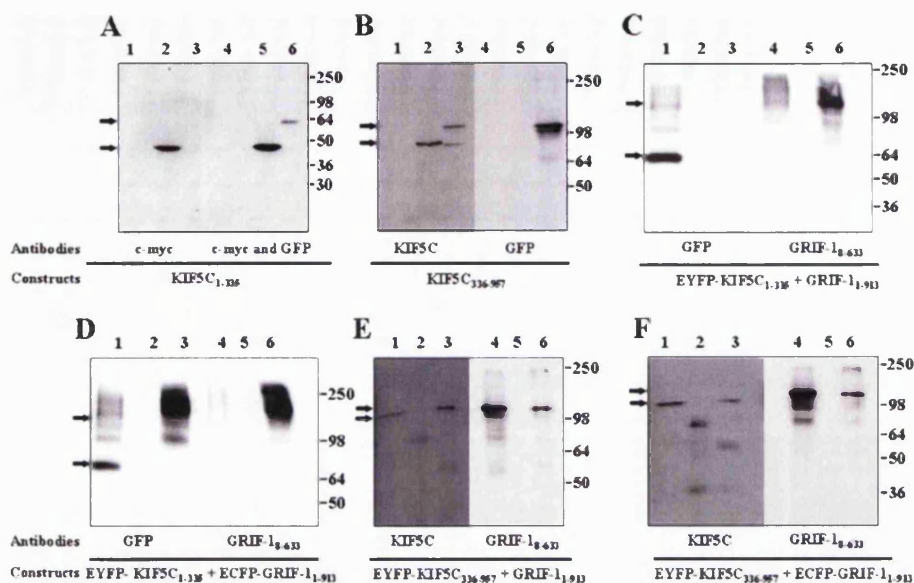 A B C
1 2 3 4 5 6
1 2 3 4 5 6
1 2 3 4 5 6
-250
-98
-64
-50
-36
-30
-250
-98
-64
-50
250
-98
-64
-50
-36
Antibodies c-myc c-myc and GFP KIF5C GFP GFP GRIF-1₈₋₆₃₃
Constructs KIF5C₁₋₃₃₅ KIF5C₃₃₆₋₉₅₇ EYFP-KIF5C₁₋₃₃₅ + GRIF-1₁₋₉₁₃
D E F
1 3 4 6
1 2 3 4 5 6
1 2 3 4 5 6
-250
-98
-64
-50
-250
-98
-64
-50
-250
-98
-64
-50
-36
Antibodies GFP GRIF-1₈₋₆₃₃ KIF5C GRIF-1₈₋₆₃₃ KIF5C GRIF-1₈₋₆₃₃
Constructs EYFP- KIF5C₁₋₃₃₅ + ECFP-GRIF-1₁₋₉₁₃ EYFP-KIF5C₃₃₆₋₉₅₇ + GRIF-1₁₋₉₁₃ EYFP-KIF5C₃₃₆₋₉₅₇ + ECFP-GRIF-1₁₋₉₁₃